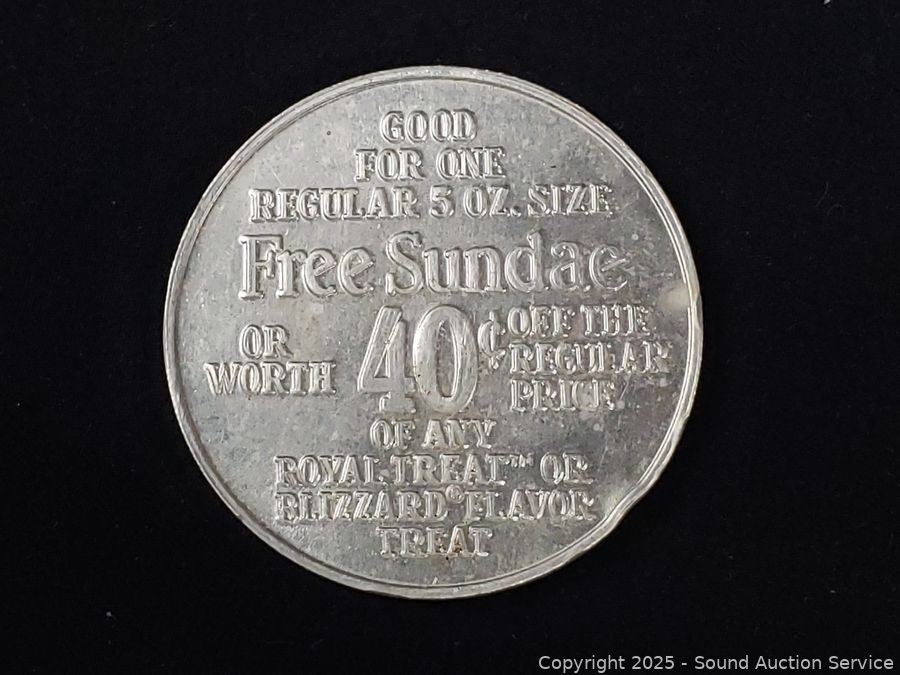 GOOD
FOR ONE
REGULAR 5 OZ. SIZE
Free Sundae
OR WORTH 40¢ OFF THE REGULAR PRICE
OF ANY
ROYAL TREAT™ OR
BLIZZARD® FLAVOR
TREAT
Copyright © 2025 - Sound Auction Service